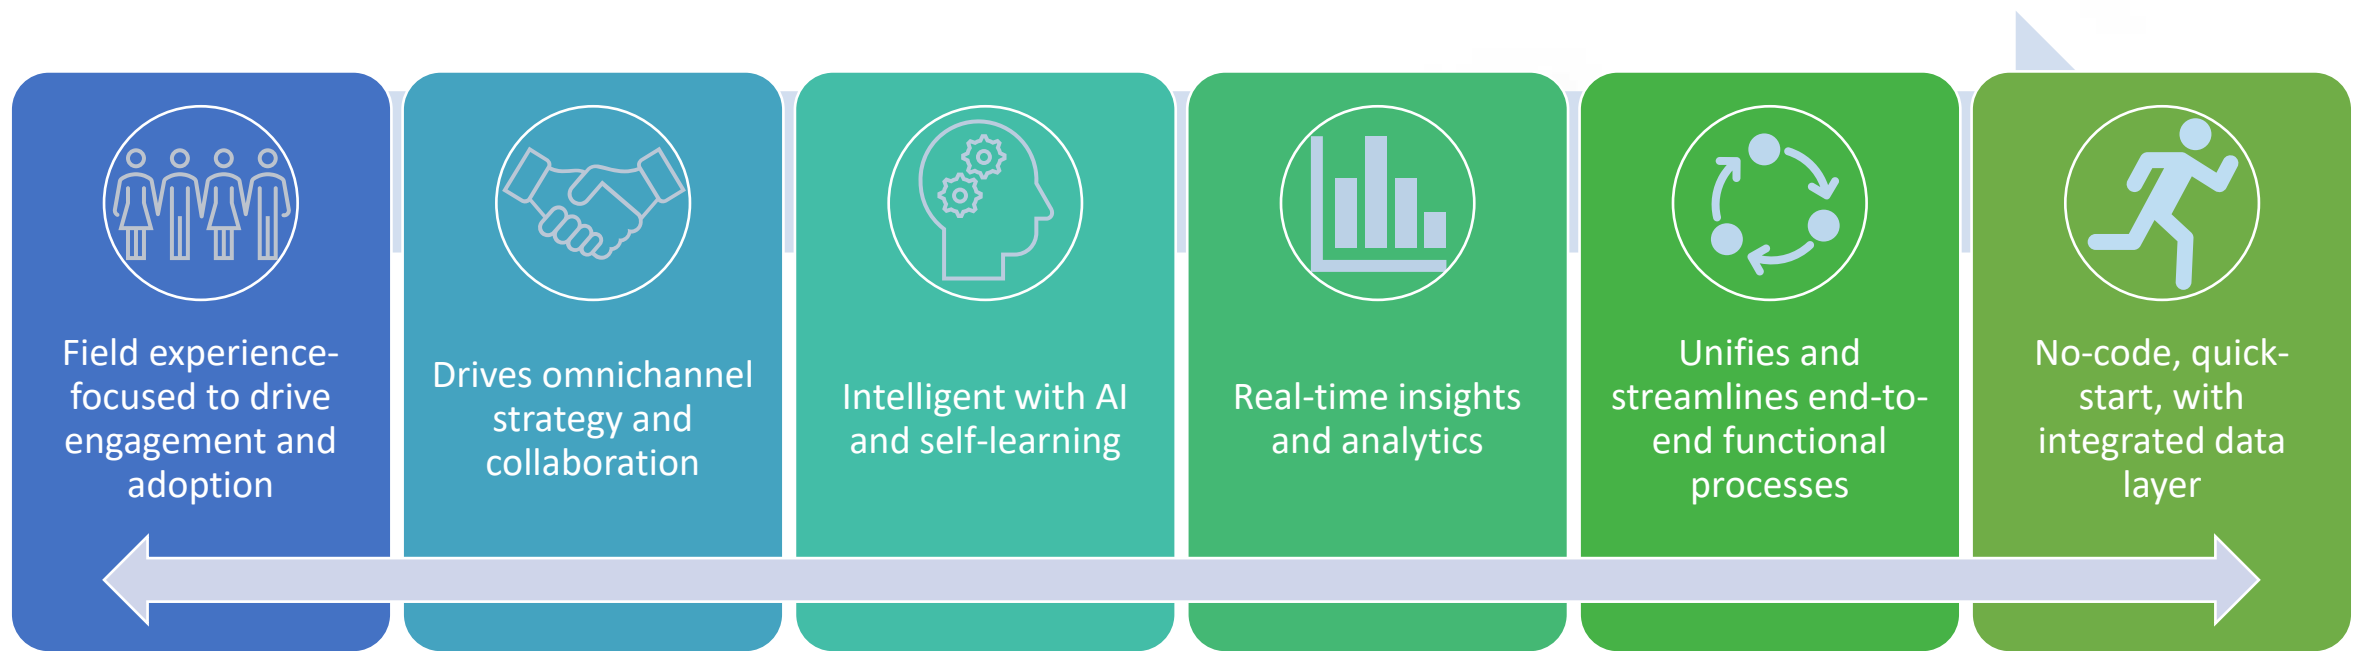 Field experience-
focused to drive
engagement and
adoption
Drives omnichannel
strategy and
collaboration
Intelligent with AI
and self-learning
Real-time insights
and analytics
Unifies and
streamlines end-to-
end functional
processes
No-code, quick-
start, with
integrated data
layer